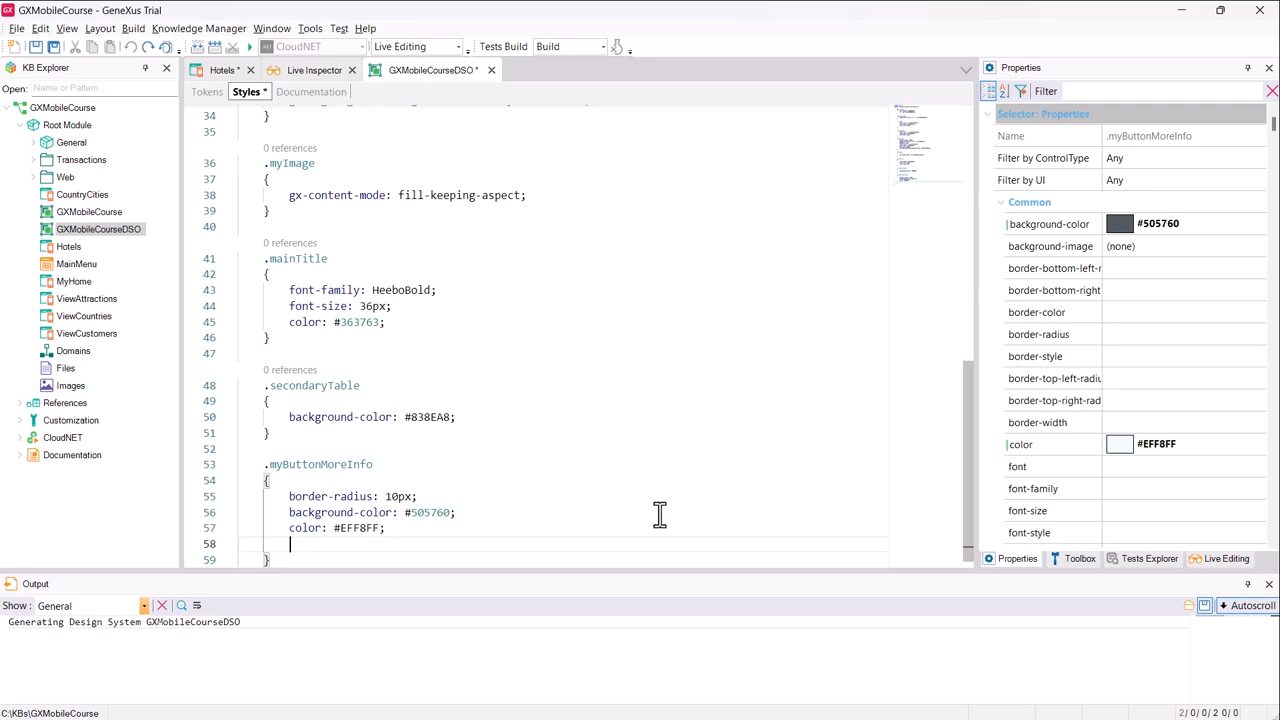 GX GXMobileCourse - GeneXus Trial
File Edit View Layout Build Knowledge Manager Window Tools Test Help
CloudNET Live Editing Tests Build Build
KB Explorer
Open: Name or Pattern...
GXMobileCourse
Root Module
General
Transactions
Web
CountryCities
GXMobileCourse
GXMobileCourseDSO
Hotels
MainMenu
MyHome
ViewAttractions
ViewCountries
ViewCustomers
Domains
Files
Images
References
Customization
CloudNET
Documentation
Hotels * Live Inspector GXMobileCourseDSO *
Tokens Styles * Documentation
34 }
35
0 references
36 .myImage
37 {
38 gx-content-mode: fill-keeping-aspect;
39 }
40
0 references
41 .mainTitle
42 {
43 font-family: HeeboBold;
44 font-size: 36px;
45 color: #363763;
46 }
47
0 references
48 .secondaryTable
49 {
50 background-color: #838EA8;
51 }
52
53 .myButtonMoreInfo
54 {
55 border-radius: 10px;
56 background-color: #505760;
57 color: #EFF8FF;
58
59 }
Properties
Filter
Selector: Properties
Name .myButtonMoreInfo
Filter by ControlType Any
Filter by UI Any
Common
background-color #505760
background-image (none)
border-bottom-left-r
border-bottom-right
border-color
border-radius
border-style
border-top-left-radiu
border-top-right-rad
border-width
color #EFF8FF
font
font-family
font-size
font-style
Properties Toolbox Tests Explorer Live Editing
Output
Show: General Autoscroll
Generating Design System GXMobileCourseDSO
C:\KBs\GXMobileCourse 2/ 0/ 0/ 2 0/ 0